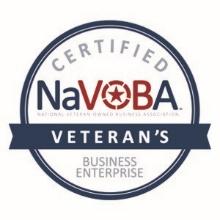 CERTIFIED
NaVOBA
NATIONAL VETERAN-OWNED BUSINESS ASSOCIATION
VETERAN'S
BUSINESS
ENTERPRISE